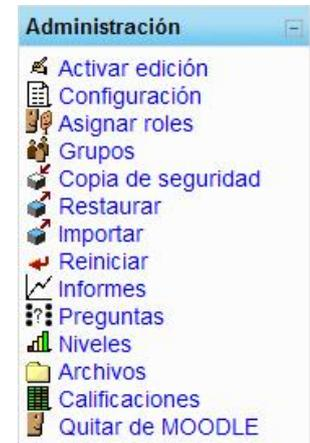 Administración
Activar edición
Configuración
Asignar roles
Grupos
Copia de seguridad
Restaurar
Importar
Reiniciar
Informes
Preguntas
Niveles
Archivos
Calificaciones
Quitar de MOODLE